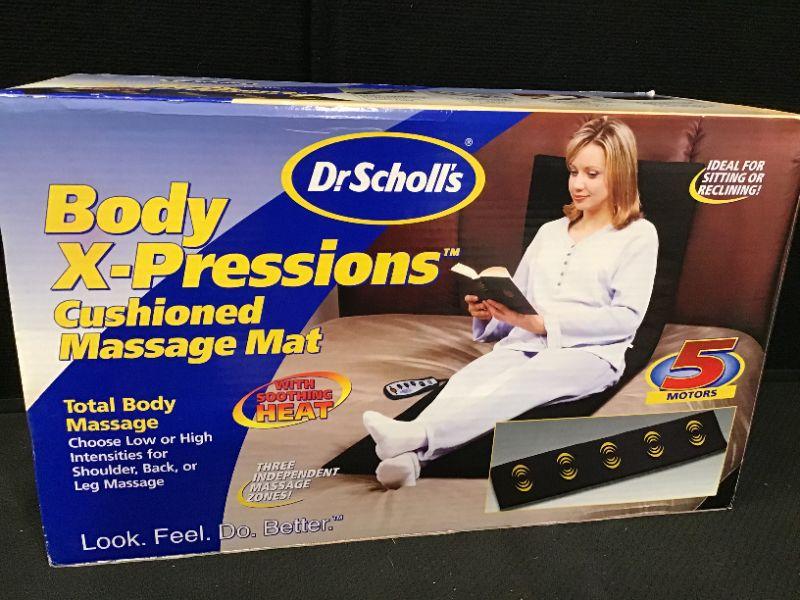 Dr Scholl's®
Body
X-Pressions™
Cushioned
Massage Mat
Total Body
Massage
Choose Low or High
Intensities for
Shoulder, Back, or
Leg Massage
WITH
SOOTHING
HEAT
THREE
INDEPENDENT
MASSAGE
ZONES!
IDEAL FOR
SITTING OR
RECLINING!
5
MOTORS
Look. Feel. Do. Better.™